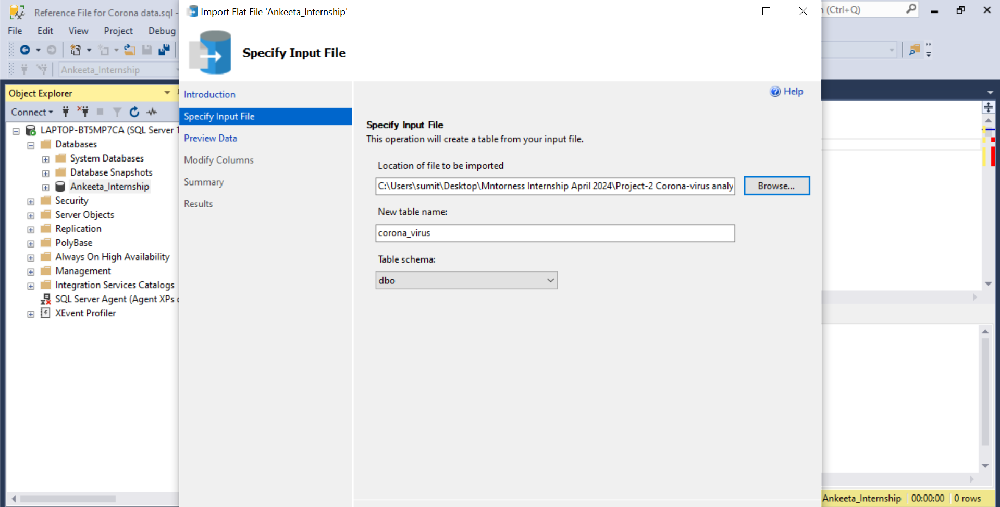 Reference File for Corona data.sql -
Import Flat File 'Ankeeta_Internship'
(Ctrl+Q)
File Edit View Project Debug
Specify Input File
Ankeeta_Internship
Object Explorer
Connect
LAPTOP-BT5MP7CA (SQL Server 1
Databases
System Databases
Database Snapshots
Ankeeta_Internship
Security
Server Objects
Replication
PolyBase
Always On High Availability
Management
Integration Services Catalogs
SQL Server Agent (Agent XPs
XEvent Profiler
Introduction
Specify Input File
Preview Data
Modify Columns
Summary
Results
Help
Specify Input File
This operation will create a table from your input file.
Location of file to be imported
C:\Users\sumit\Desktop\Mntorness Internship April 2024\Project-2 Corona-virus analy
Browse...
New table name:
corona_virus
Table schema:
dbo
Ankeeta_Internship 00:00:00 0 rows